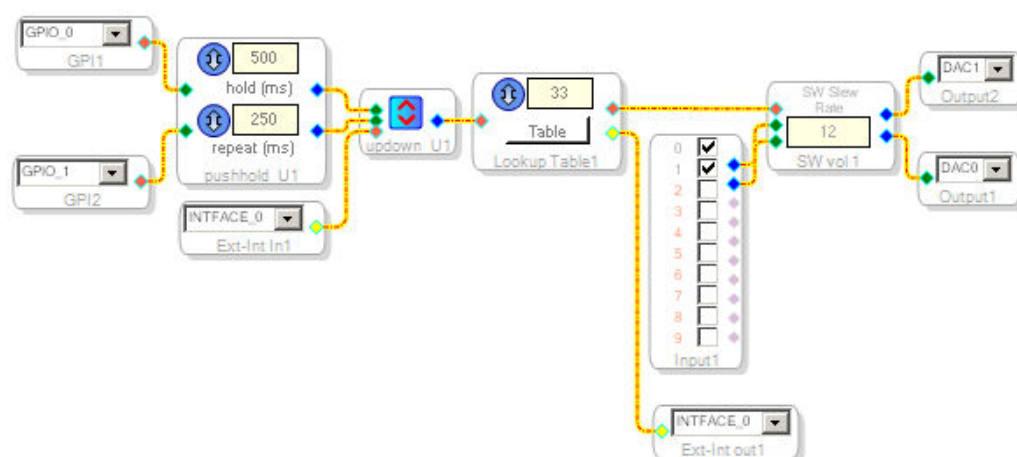 GPIO_0
GPI1
500
hold (ms)
250
repeat (ms)
pushhold_U1
GPIO_1
GPI2
INTFACE_0
Ext-Int In1
updown_U1
33
Table
Lookup Table1
0
1
2
3
4
5
6
7
8
9
Input1
SW Slew
Rate
12
SW vol 1
DAC1
Output2
DAC0
Output1
INTFACE_0
Ext-Int out1